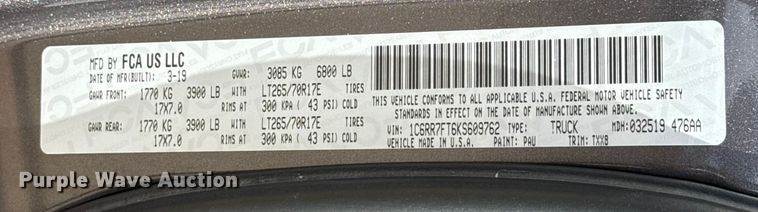 MFD BY FCA US LLC
DATE OF MFR(BUILT): 3-19 GVWR: 3085 KG 6800 LB
GAWR FRONT: 1770 KG 3900 LB WITH LT265/70R17E TIRES
17X7.0 RIMS AT 300 KPA ( 43 PSI) COLD
GAWR REAR: 1770 KG 3900 LB WITH LT265/70R17E TIRES
17X7.0 RIMS AT 300 KPA ( 43 PSI) COLD
THIS VEHICLE CONFORMS TO ALL APPLICABLE U.S.A. FEDERAL MOTOR VEHICLE SAFETY
STANDARDS IN EFFECT ON THE DATE OF MANUFACTURE SHOWN ABOVE.
VIN: 1C6RR7FT6KS609762 TYPE: TRUCK MDH: 032519 476AA
VEHICLE MADE IN U.S.A. PAINT: PAU TRIM: TXX9
Purple Wave Auction